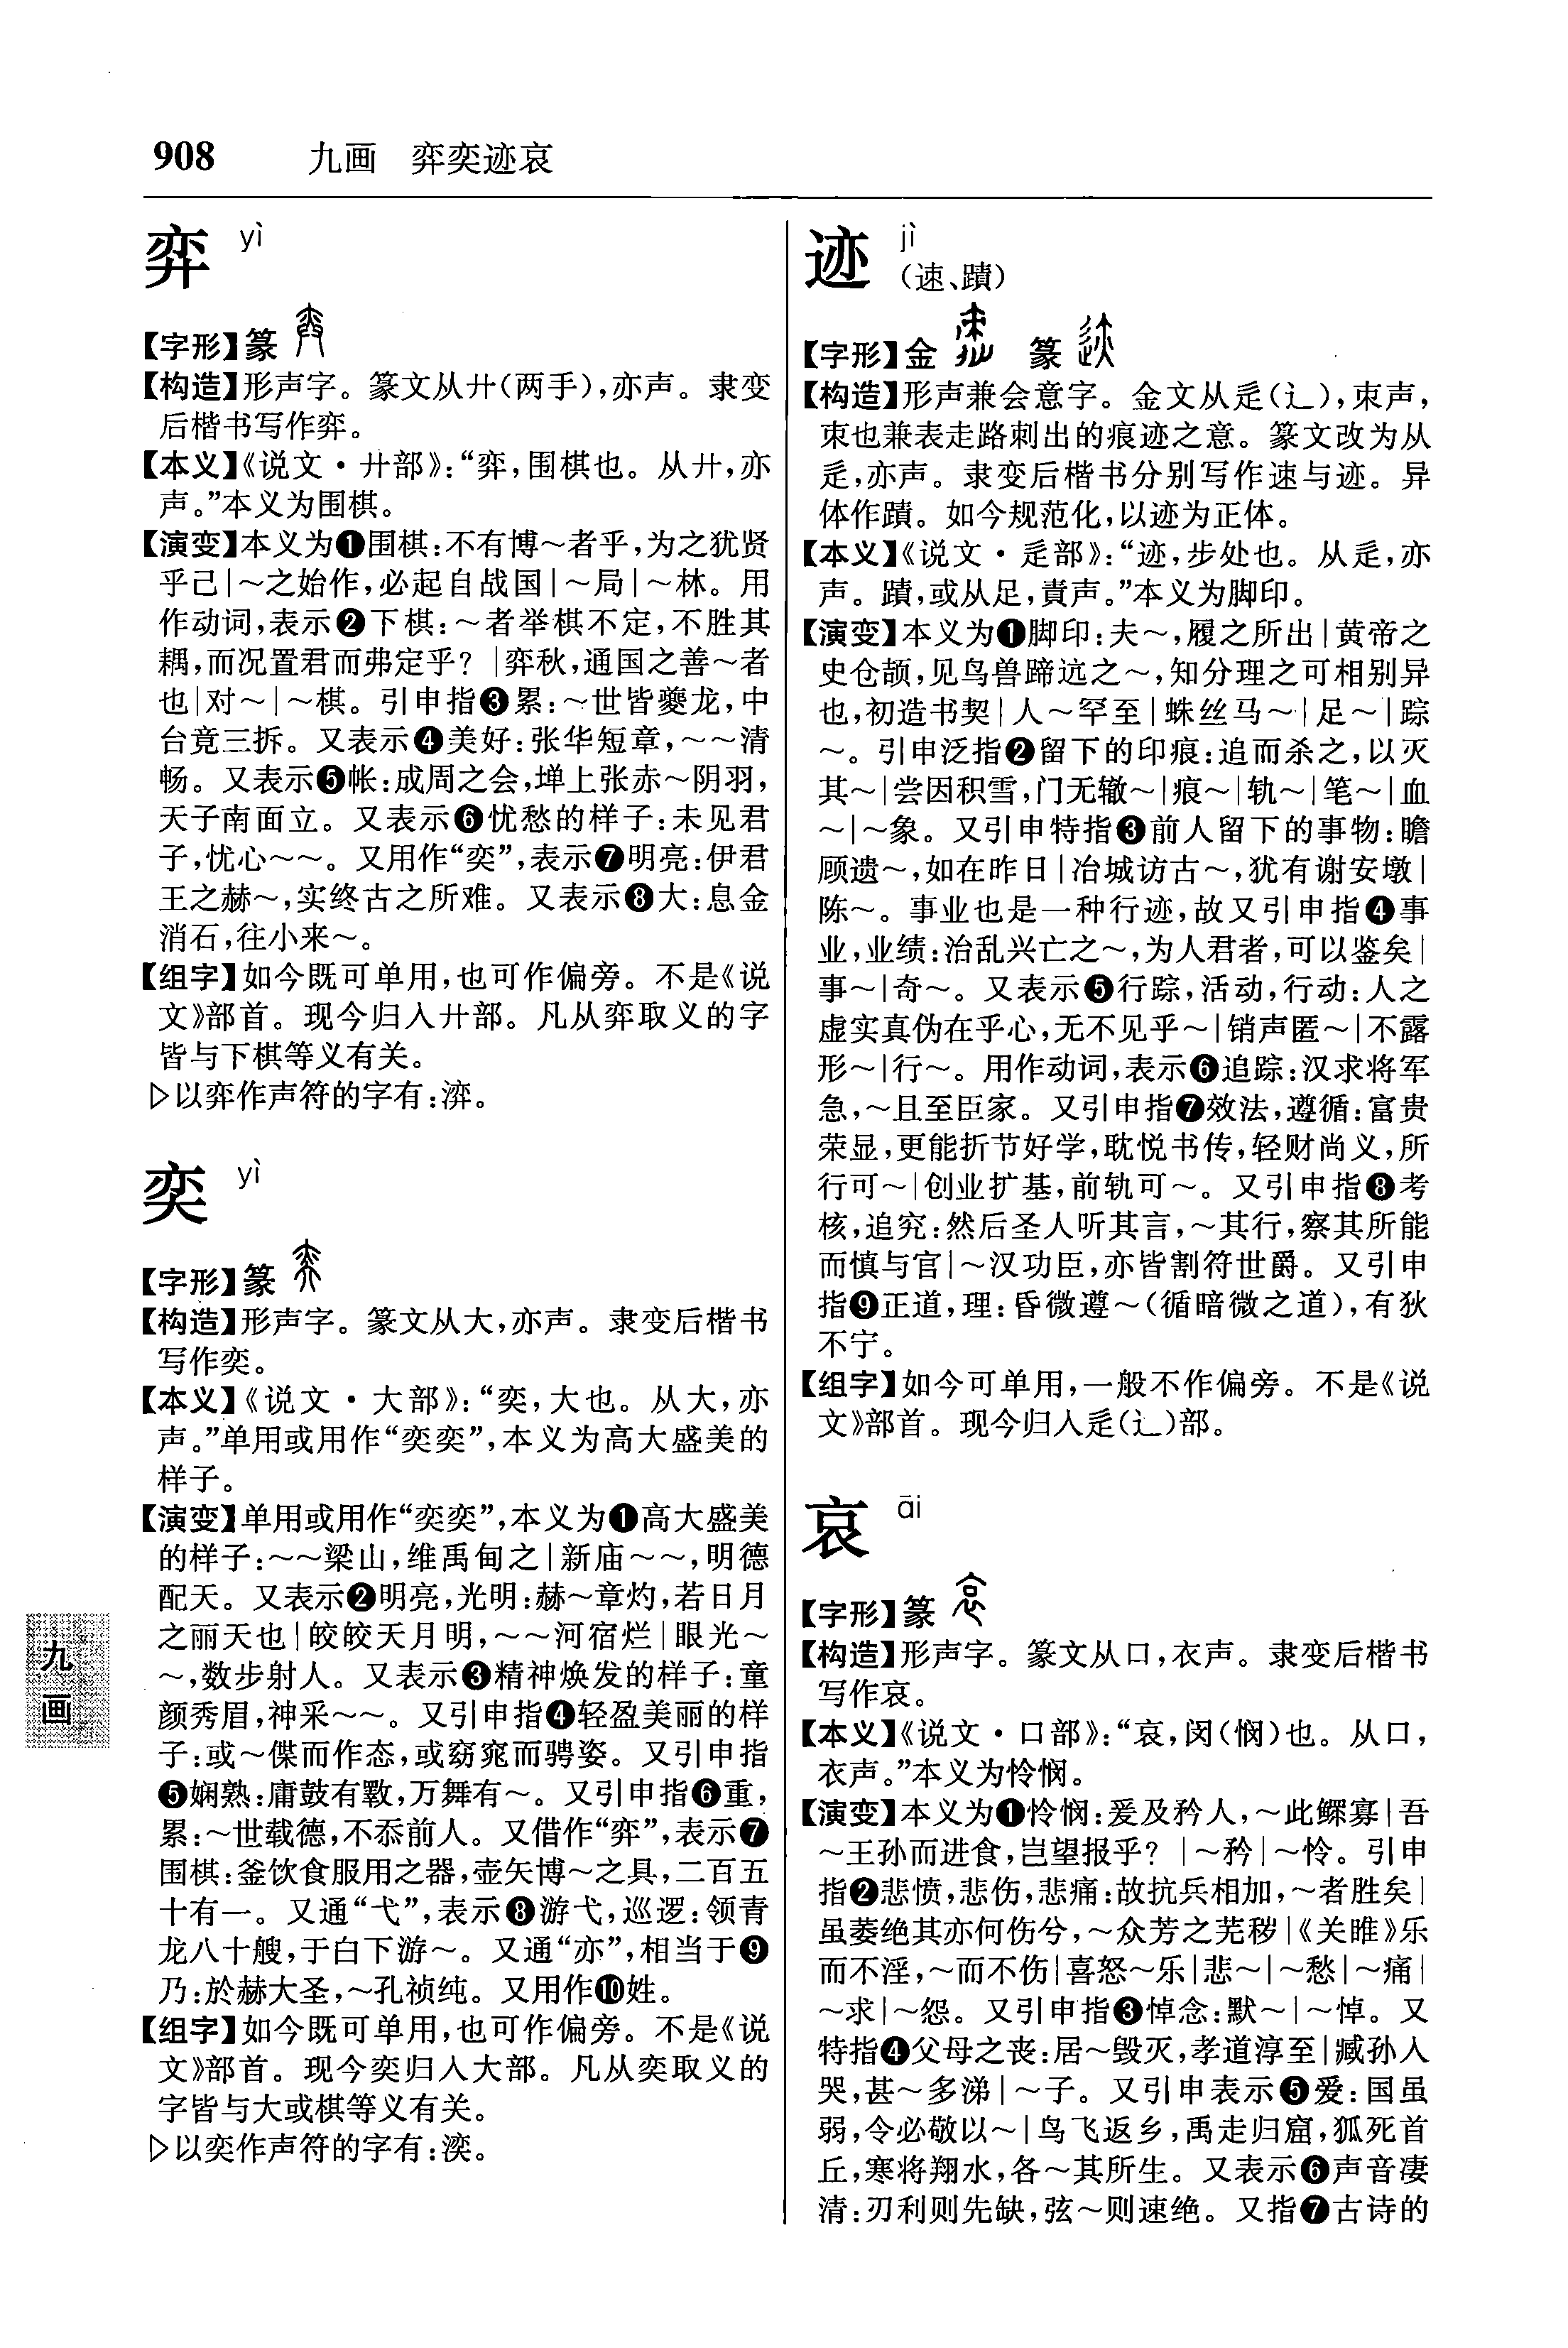 908 九画 弈奕迹哀
弈 yì
【字形】篆
【构造】形声字。篆文从廾(两手),亦声。隶变
后楷书写作弈。
【本义】《说文·廾部》:“弈,围棋也。从廾,亦
声。”本义为围棋。
【演变】本义为❶围棋:不有博～者乎,为之犹贤
乎己|～之始作,必起自战国|～局|～林。用
作动词,表示❷下棋:～者举棋不定,不胜其
耦,而况置君而弗定乎?|弈秋,通国之善～者
也|对～|～棋。引申指❸累:～世皆夔龙,中
台竟三拆。又表示❹美好:张华短章,～～清
畅。又表示❺帐:成周之会,墠上张赤～阴羽,
天子南面立。又表示❻忧愁的样子:未见君
子,忧心～～。又用作“奕”,表示❼明亮:伊君
王之赫～,实终古之所难。又表示❽大:息金
消石,往小来～。
【组字】如今既可单用,也可作偏旁。不是《说
文》部首。现今归入廾部。凡从弈取义的字
皆与下棋等义有关。
▷以弈作声符的字有:㵩。
奕 yì
【字形】篆
【构造】形声字。篆文从大,亦声。隶变后楷书
写作奕。
【本义】《说文·大部》:“奕,大也。从大,亦
声。”单用或用作“奕奕”,本义为高大盛美的
样子。
【演变】单用或用作“奕奕”,本义为❶高大盛美
的样子:～～梁山,维禹甸之|新庙～～,明德
配天。又表示❷明亮,光明:赫～章灼,若日月
之丽天也|皎皎天月明,～～河宿烂|眼光～
～,数步射人。又表示❸精神焕发的样子:童
颜秀眉,神采～～。又引申指❹轻盈美丽的样
子:或～偞而作态,或窈窕而骋姿。又引申指
❺娴熟:庸鼓有斁,万舞有～。又引申指❻重,
累:～世载德,不忝前人。又借作“弈”,表示❼
围棋:釜饮食服用之器,壶矢博～之具,二百五
十有一。又通“弋”,表示❽游弋,巡逻:领青
龙八十艘,于白下游～。又通“亦”,相当于❾
乃:於赫大圣,～孔祯纯。又用作❿姓。
【组字】如今既可单用,也可作偏旁。不是《说
文》部首。现今奕归入大部。凡从奕取义的
字皆与大或棋等义有关。
▷以奕作声符的字有:湙。
九画
迹 jì
(速、蹟)
【字形】金 篆
【构造】形声兼会意字。金文从辵(辶),朿声,
朿也兼表走路刺出的痕迹之意。篆文改为从
辵,亦声。隶变后楷书分别写作速与迹。异
体作蹟。如今规范化,以迹为正体。
【本义】《说文·辵部》:“迹,步处也。从辵,亦
声。蹟,或从足,責声。”本义为脚印。
【演变】本义为❶脚印:夫～,履之所出|黄帝之
史仓颉,见鸟兽蹄迒之～,知分理之可相别异
也,初造书契|人～罕至|蛛丝马～|足～|踪
～。引申泛指❷留下的印痕:追而杀之,以灭
其～|尝因积雪,门无辙～|痕～|轨～|笔～|血
～|～象。又引申特指❸前人留下的事物:瞻
顾遗～,如在昨日|冶城访古～,犹有谢安墩|
陈～。事业也是一种行迹,故又引申指❹事
业,业绩:治乱兴亡之～,为人君者,可以鉴矣|
事～|奇～。又表示❺行踪,活动,行动:人之
虚实真伪在乎心,无不见乎～|销声匿～|不露
形～|行～。用作动词,表示❻追踪:汉求将军
急,～且至臣家。又引申指❼效法,遵循:富贵
荣显,更能折节好学,耽悦书传,轻财尚义,所
行可～|创业扩基,前轨可～。又引申指❽考
核,追究:然后圣人听其言,～其行,察其所能
而慎与官|～汉功臣,亦皆割符世爵。又引申
指❾正道,理:昏微遵～(循暗微之道),有狄
不宁。
【组字】如今可单用,一般不作偏旁。不是《说
文》部首。现今归入辵(辶)部。
哀 āi
【字形】篆
【构造】形声字。篆文从口,衣声。隶变后楷书
写作哀。
【本义】《说文·口部》:“哀,闵(悯)也。从口,
衣声。”本义为怜悯。
【演变】本义为❶怜悯:爰及矜人,～此鳏寡|吾
～王孙而进食,岂望报乎?|～矜|～怜。引申
指❷悲愤,悲伤,悲痛:故抗兵相加,～者胜矣|
虽萎绝其亦何伤兮,～众芳之芜秽|《关雎》乐
而不淫,～而不伤|喜怒～乐|悲～|～愁|～痛|
～求|～怨。又引申指❸悼念:默～|～悼。又
特指❹父母之丧:居～毁灭,孝道淳至|臧孙入
哭,甚～多涕|～子。又引申表示❺爱:国虽
弱,令必敬以～|鸟飞返乡,禹走归窟,狐死首
丘,寒将翔水,各～其所生。又表示❻声音凄
清:刃利则先缺,弦～则速绝。又指❼古诗的